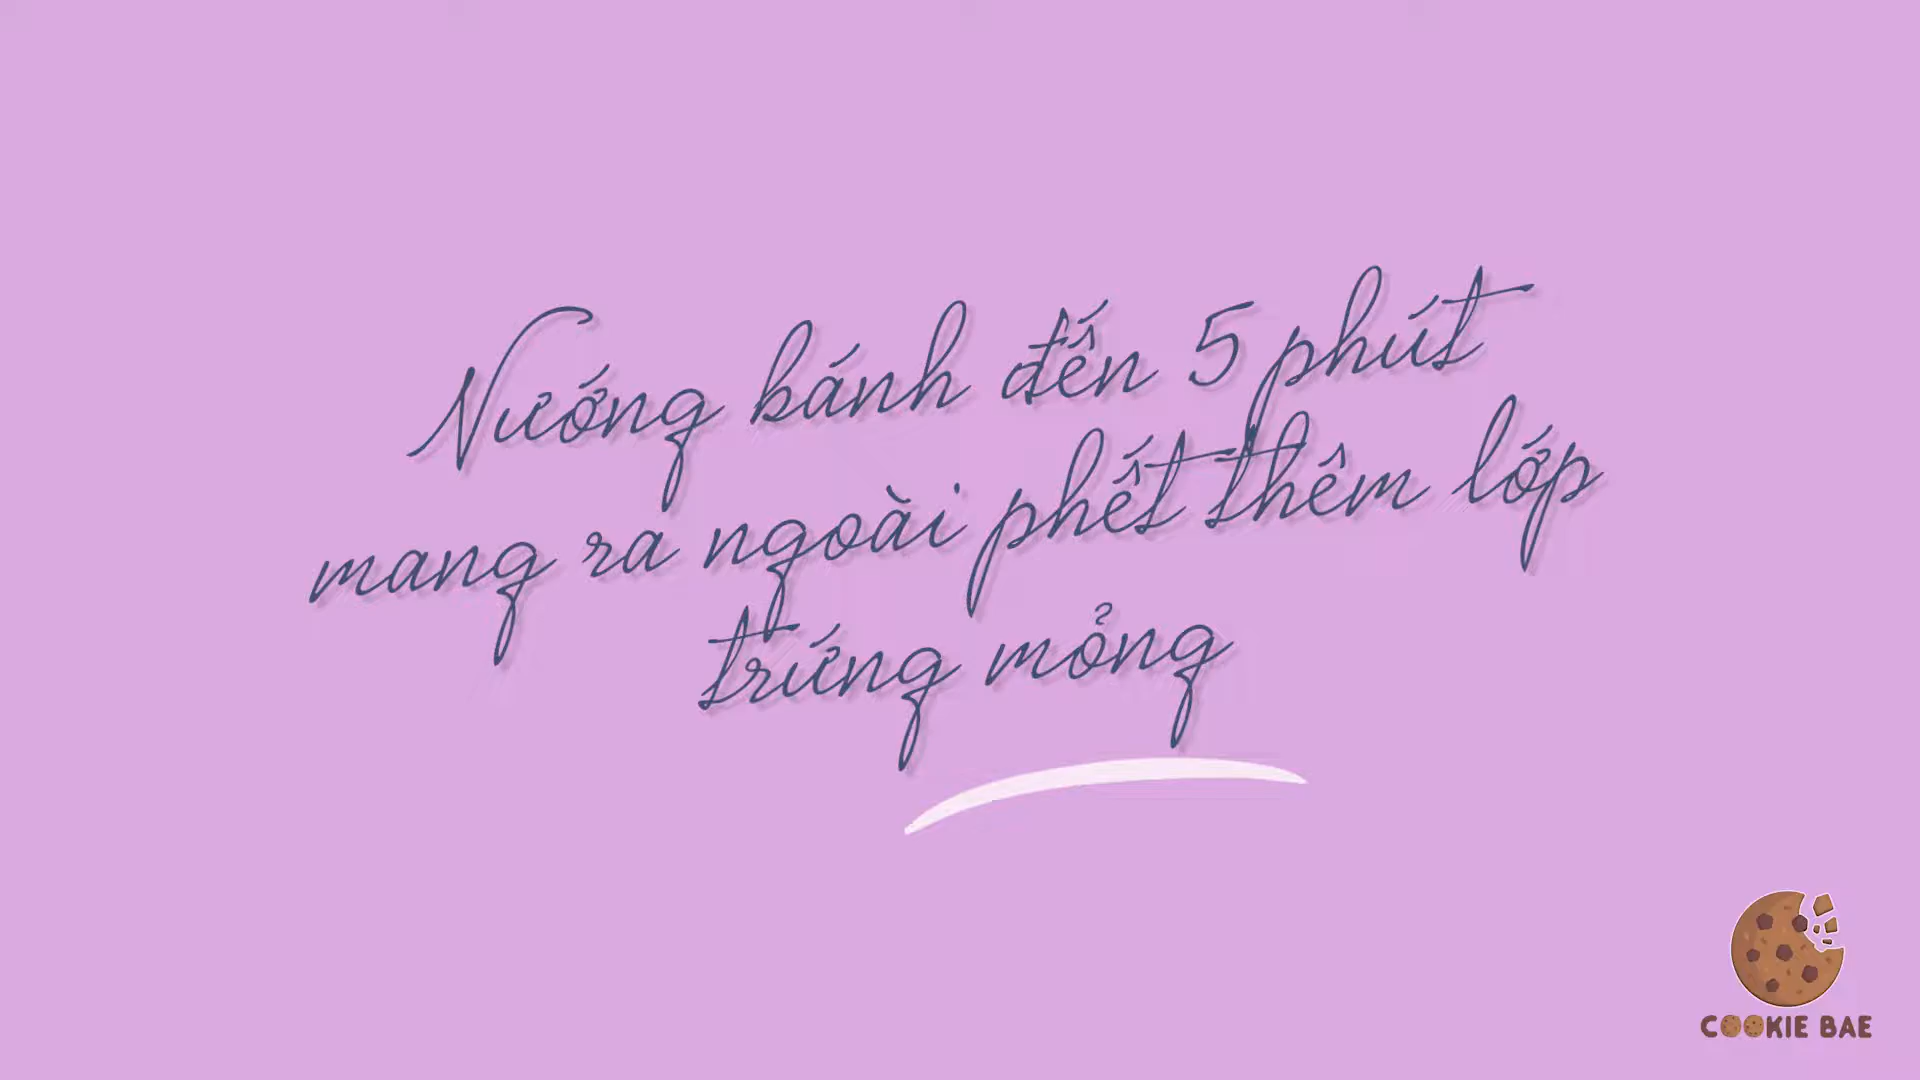 Nướng bánh đến 5 phút
mang ra ngoài phết thêm lớp
trứng mỏng
COOKIE BAE